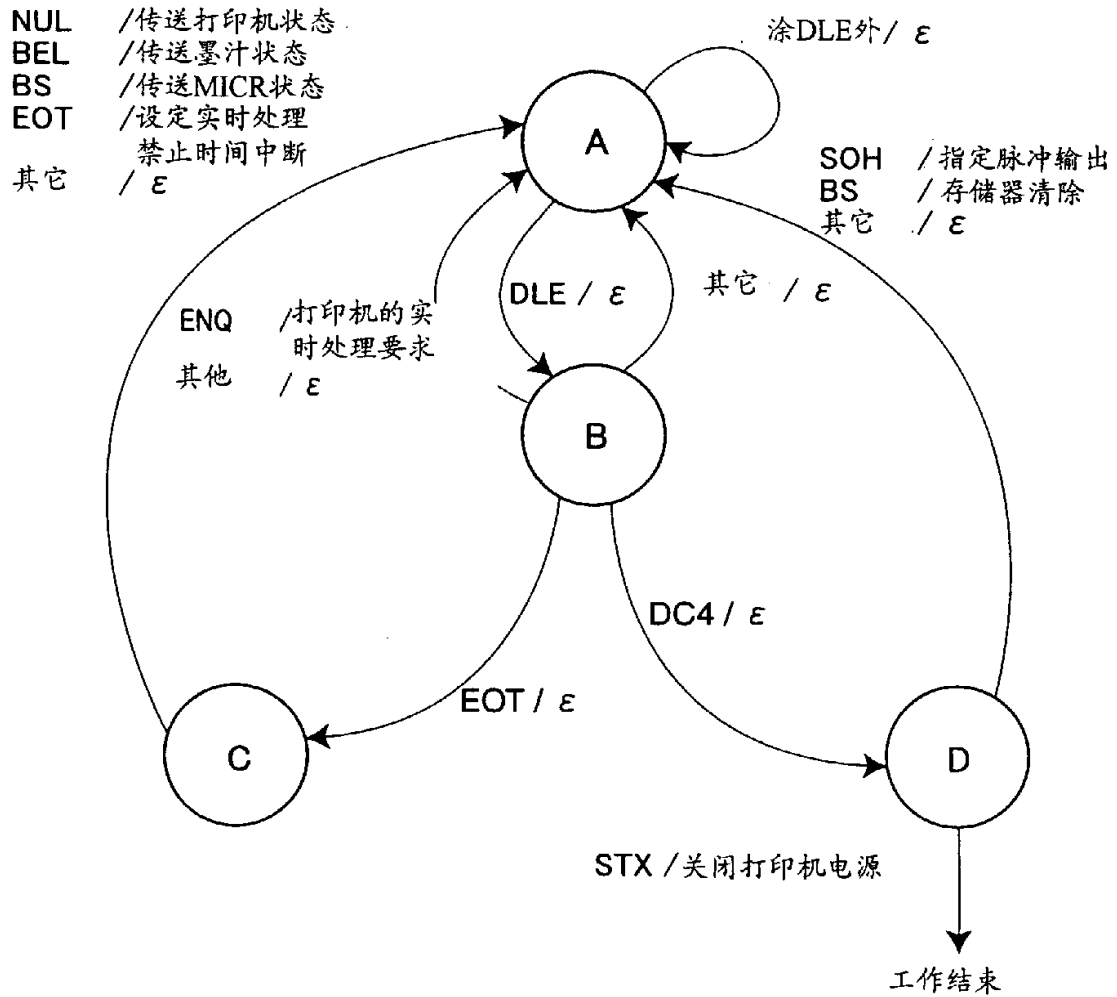 NUL /传送打印机状态
BEL /传送墨汁状态
BS /传送MICR状态
EOT /设定实时处理
禁止时间中断
其它 / ε
涂DLE外/ ε
A
SOH /指定脉冲输出
BS /存储器清除
其它 / ε
DLE / ε
其它 / ε
ENQ /打印机的实
时处理要求
其他 / ε
B
DC4 / ε
EOT / ε
C
D
STX /关闭打印机电源
工作结束